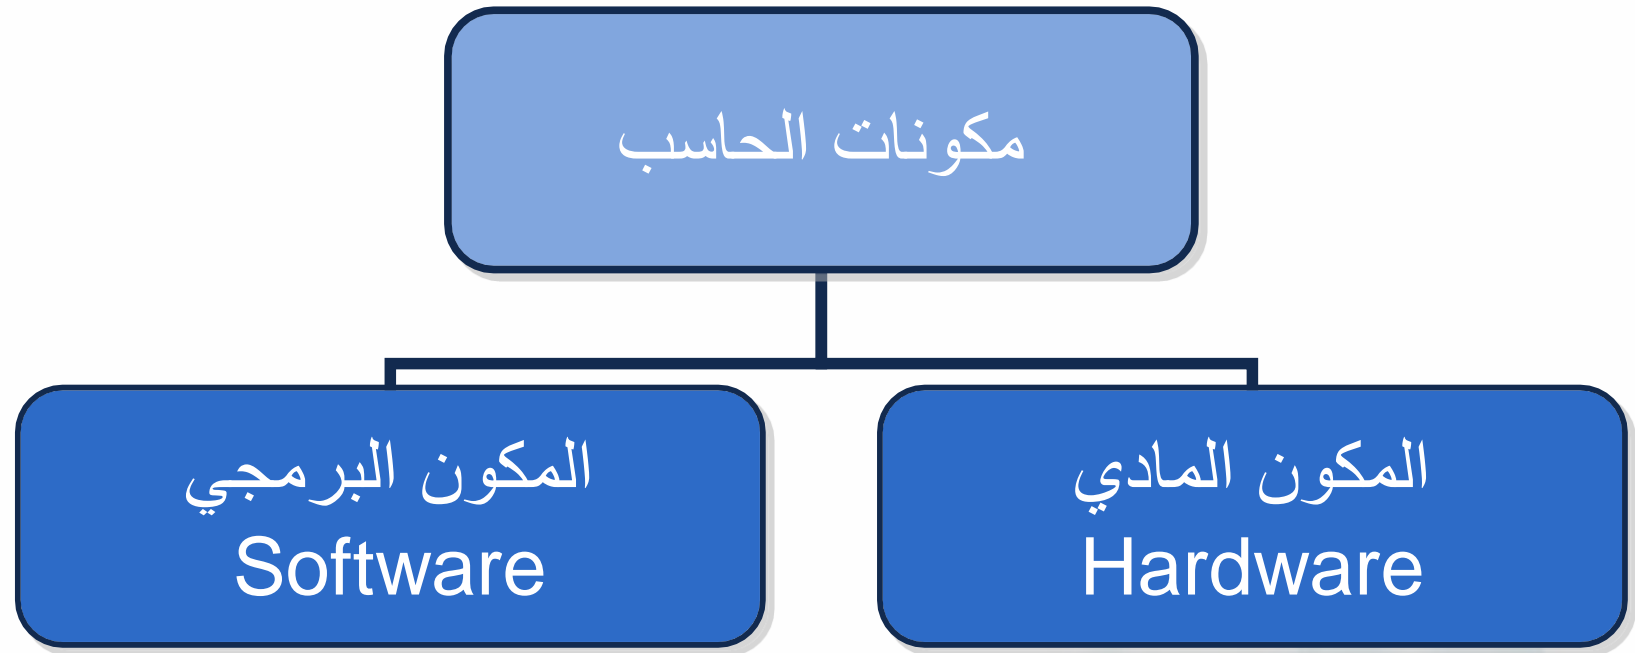 مكونات الحاسب
المكون المادي
Hardware
المكون البرمجي
Software